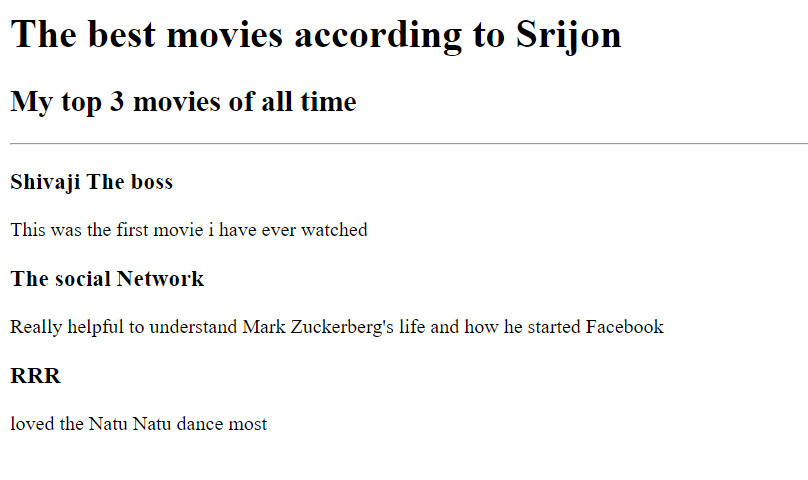 The best movies according to Srijon
My top 3 movies of all time
Shivaji The boss
This was the first movie i have ever watched
The social Network
Really helpful to understand Mark Zuckerberg's life and how he started Facebook
RRR
loved the Natu Natu dance most